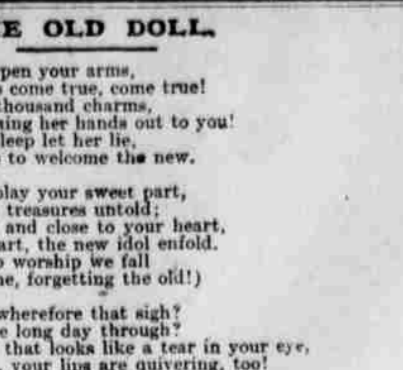 E OLD DOLL.
pen your arms,
come true, come true!
thousand charms,
ing her hands out to you!
leep let her lie,
to welcome the new.
play your sweet part,
treasures untold;
and close to your heart,
art, the new idol enfold.
worship we fall
ne, forgetting the old!)
wherefore that sigh?
e long day through?
that looks like a tear in your eye,
your lips are quivering, too!